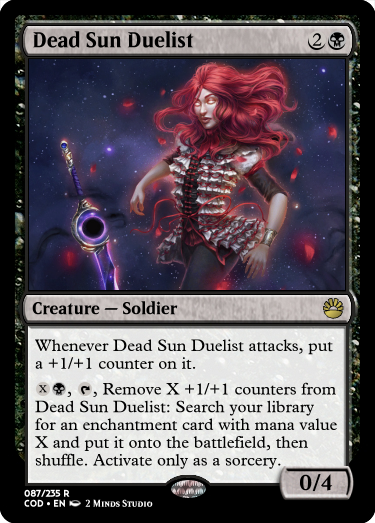 Dead Sun Duelist 2
Creature — Soldier
Whenever Dead Sun Duelist attacks, put
a +1/+1 counter on it.
X, , Remove X +1/+1 counters from
Dead Sun Duelist: Search your library
for an enchantment card with mana value
X and put it onto the battlefield, then
shuffle. Activate only as a sorcery.
0/4
087/235 R
COD • EN 2 Minds Studio